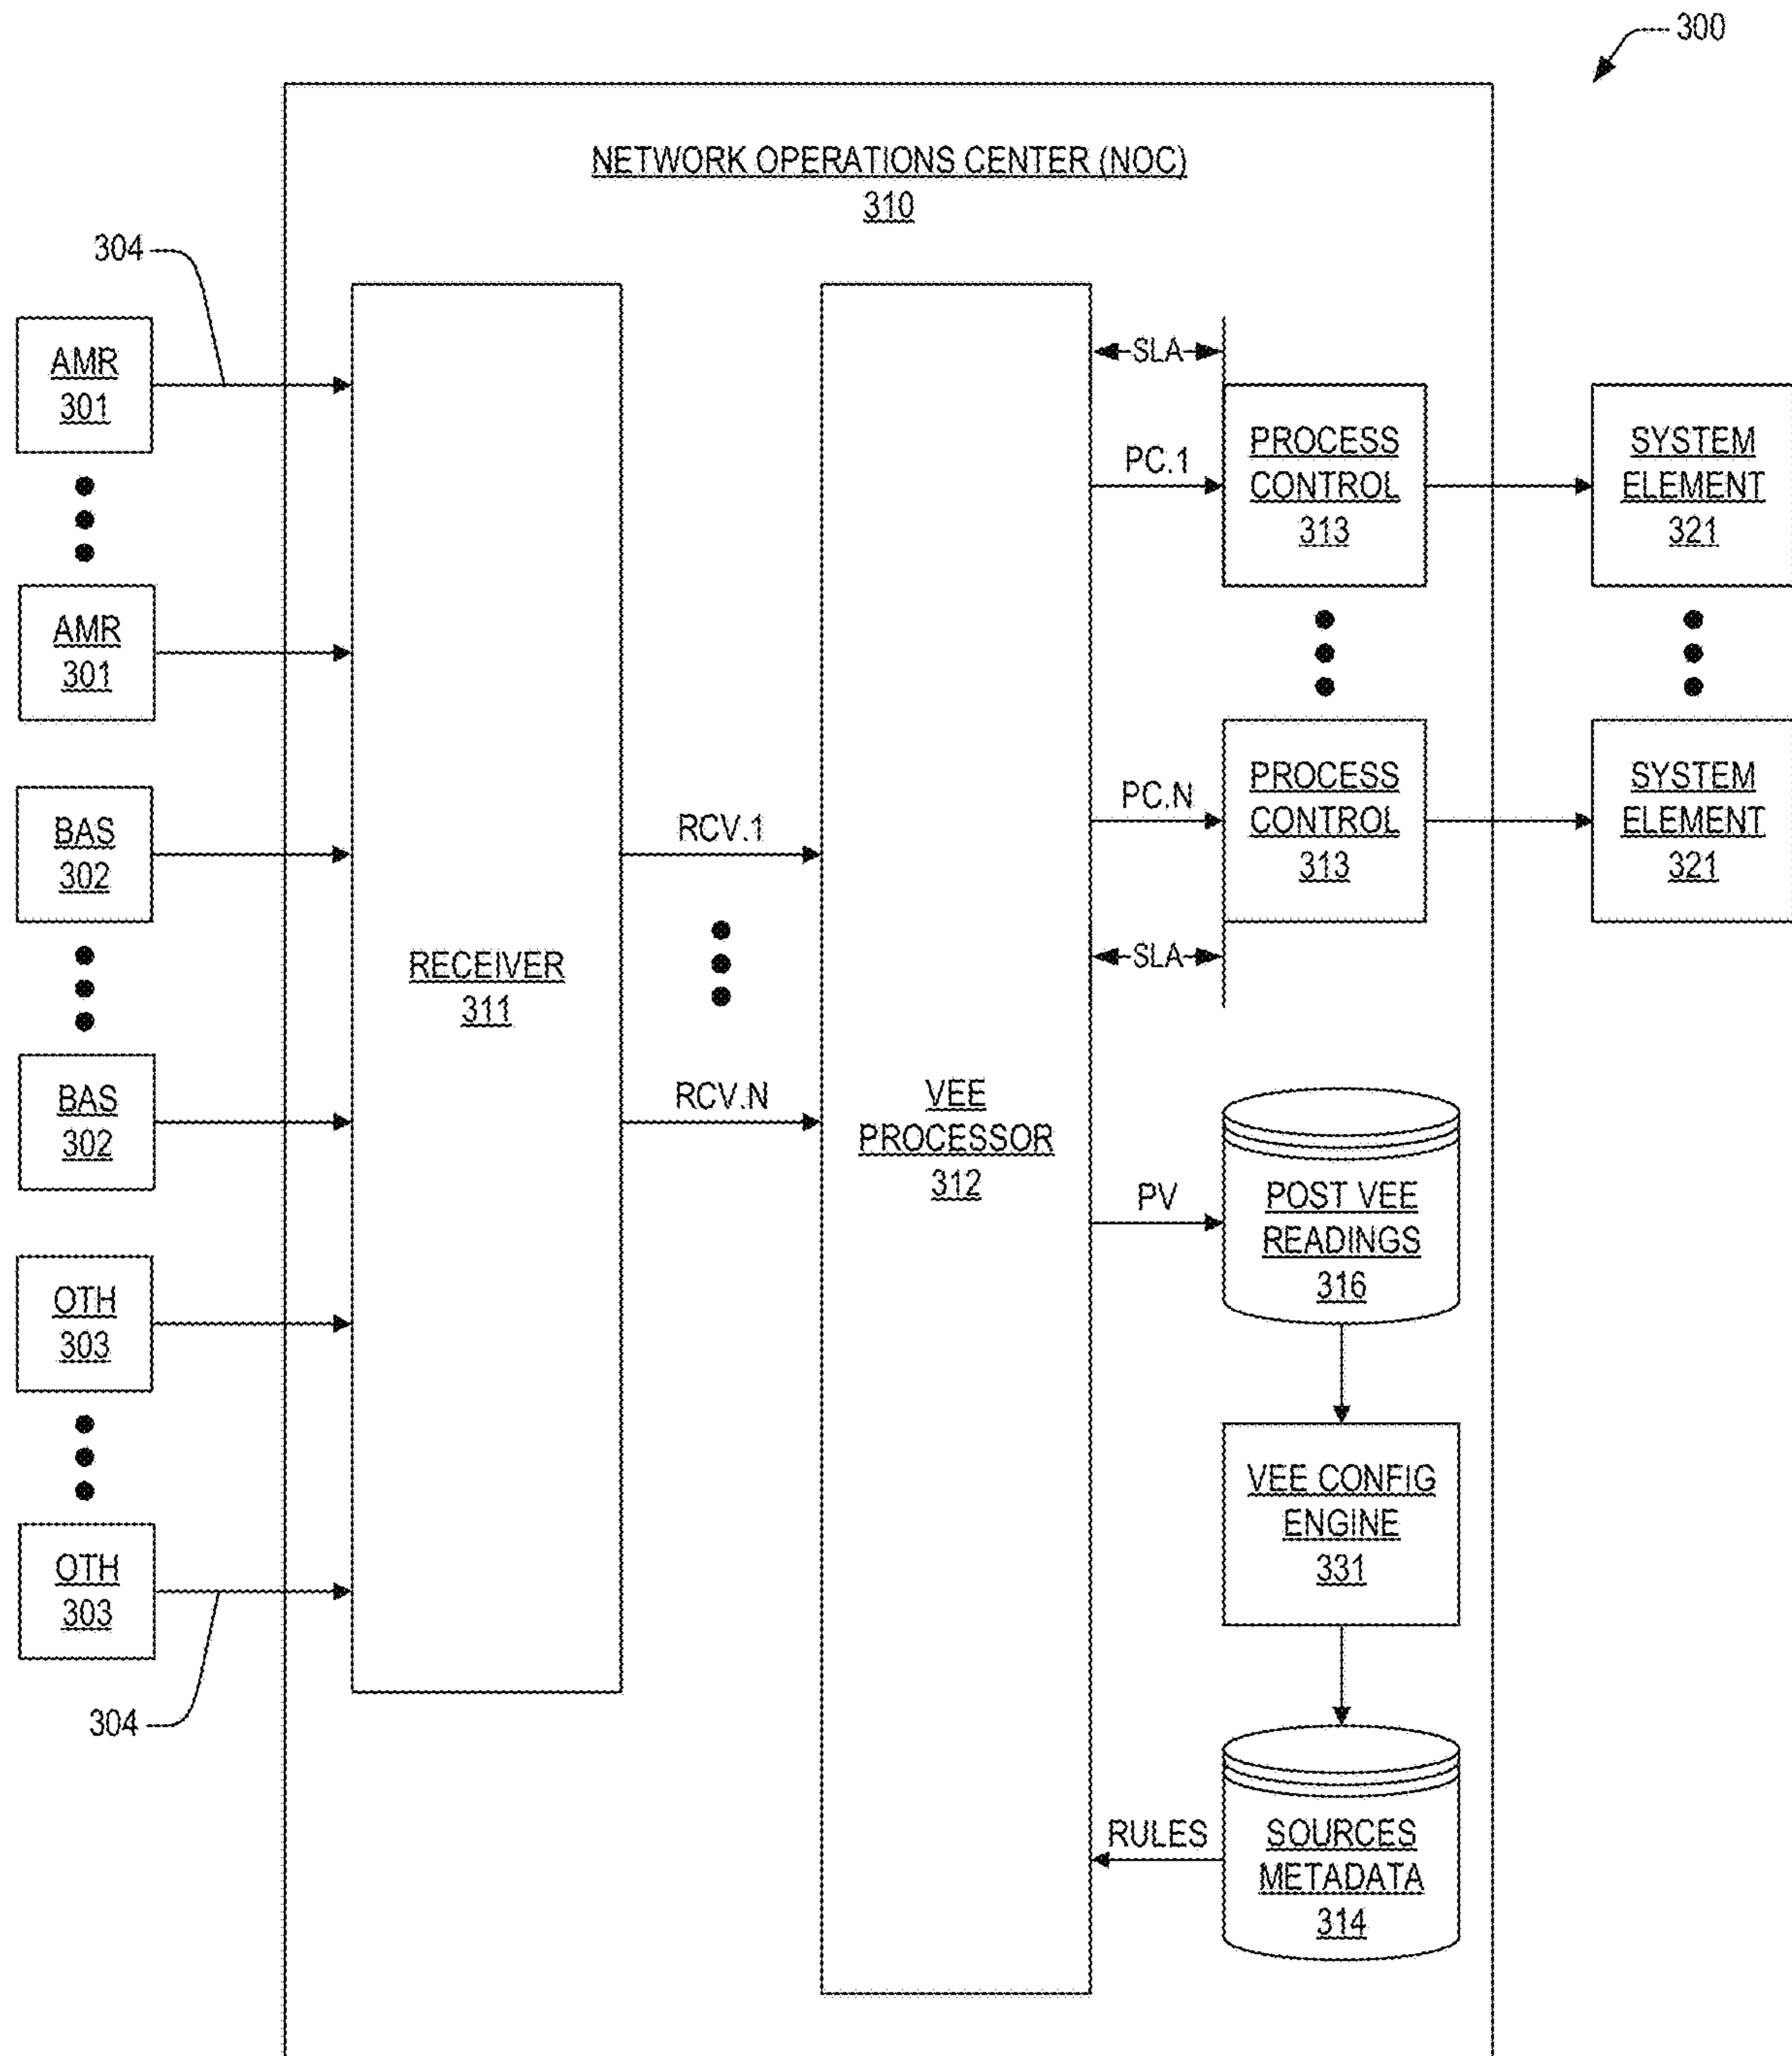 300
NETWORK OPERATIONS CENTER (NOC)
310
304
AMR
301
AMR
301
BAS
302
BAS
302
OTH
303
OTH
303
304
RECEIVER
311
RCV.1
RCV.N
VEE
PROCESSOR
312
SLA
PC.1
PROCESS
CONTROL
313
SYSTEM
ELEMENT
321
PC.N
PROCESS
CONTROL
313
SYSTEM
ELEMENT
321
SLA
PV
POST VEE
READINGS
316
VEE CONFIG
ENGINE
331
RULES
SOURCES
METADATA
314